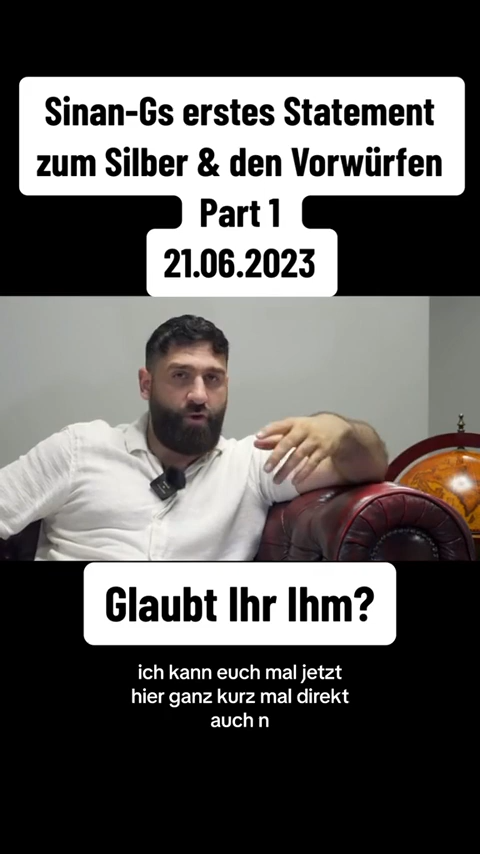 Sinan-Gs erstes Statement
zum Silber & den Vorwürfen
Part 1
21.06.2023
Glaubt Ihr Ihm?
ich kann euch mal jetzt
hier ganz kurz mal direkt
auch n